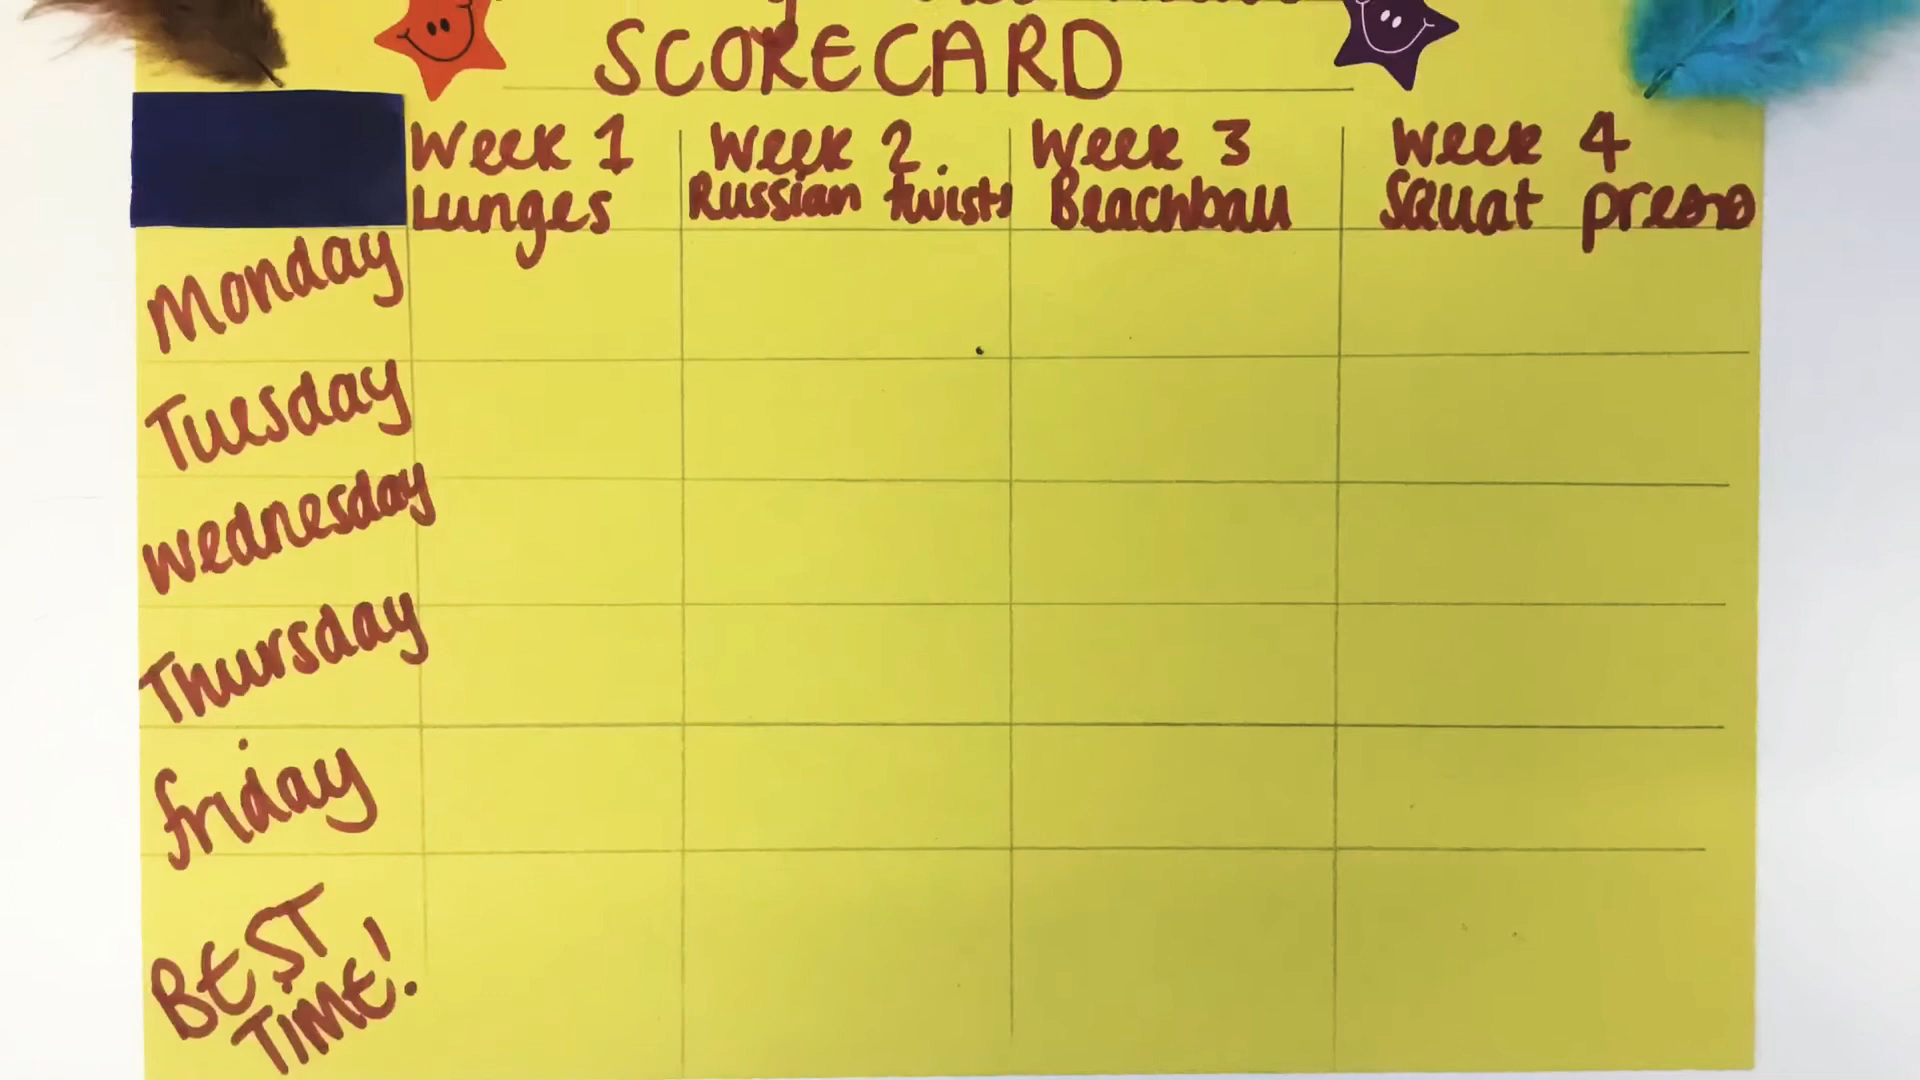 SCORECARD
Week 1
Lunges
Week 2.
Russian twists
Week 3
Beachball
Week 4
Squat press
Monday
Tuesday
Wednesday
Thursday
friday
BEST
TIME!